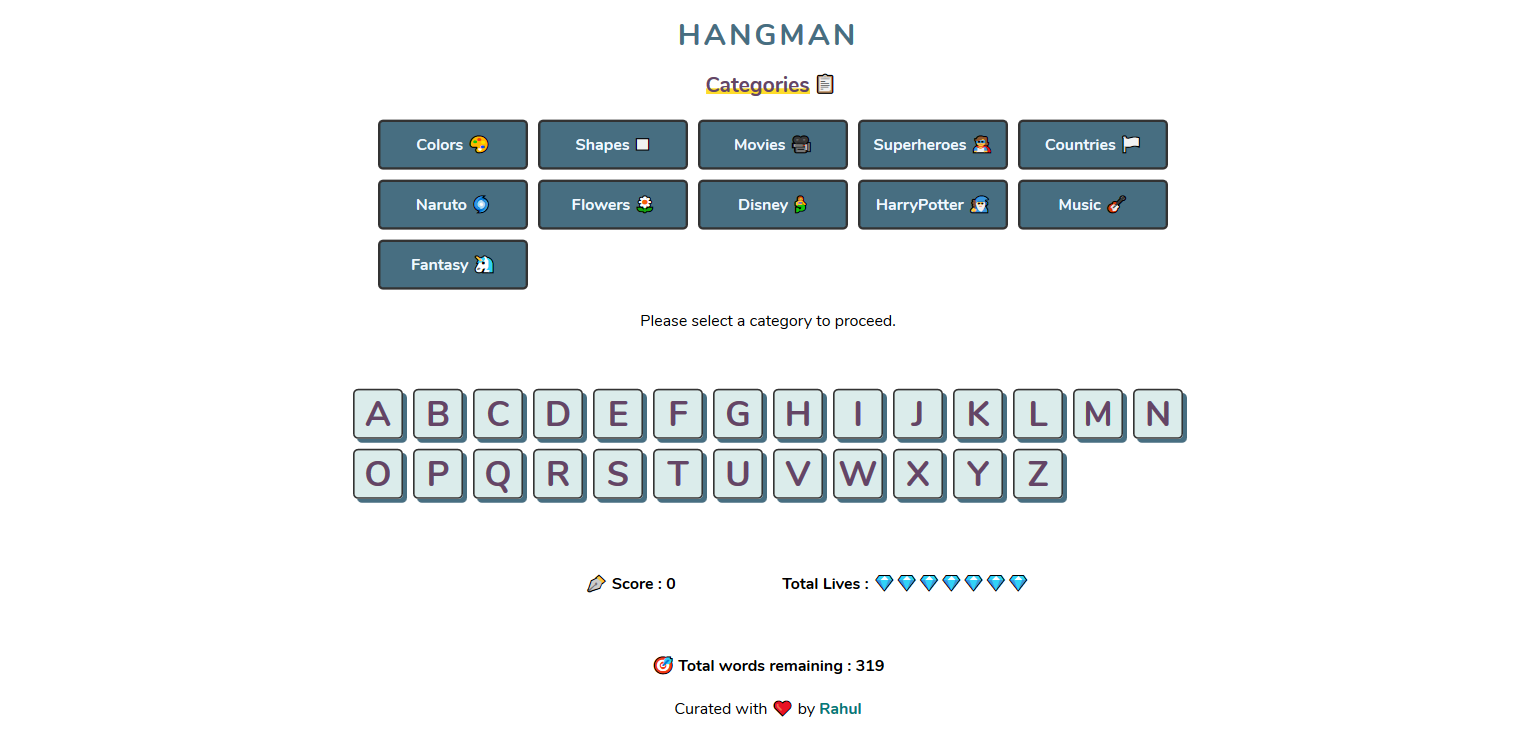 HANGMAN
Categories
Colors Shapes Movies Superheroes Countries
Naruto Flowers Disney HarryPotter Music
Fantasy
Please select a category to proceed.
A B C D E F G H I J K L M N
O P Q R S T U V W X Y Z
Score : 0 Total Lives :
Total words remaining : 319
Curated with by Rahul